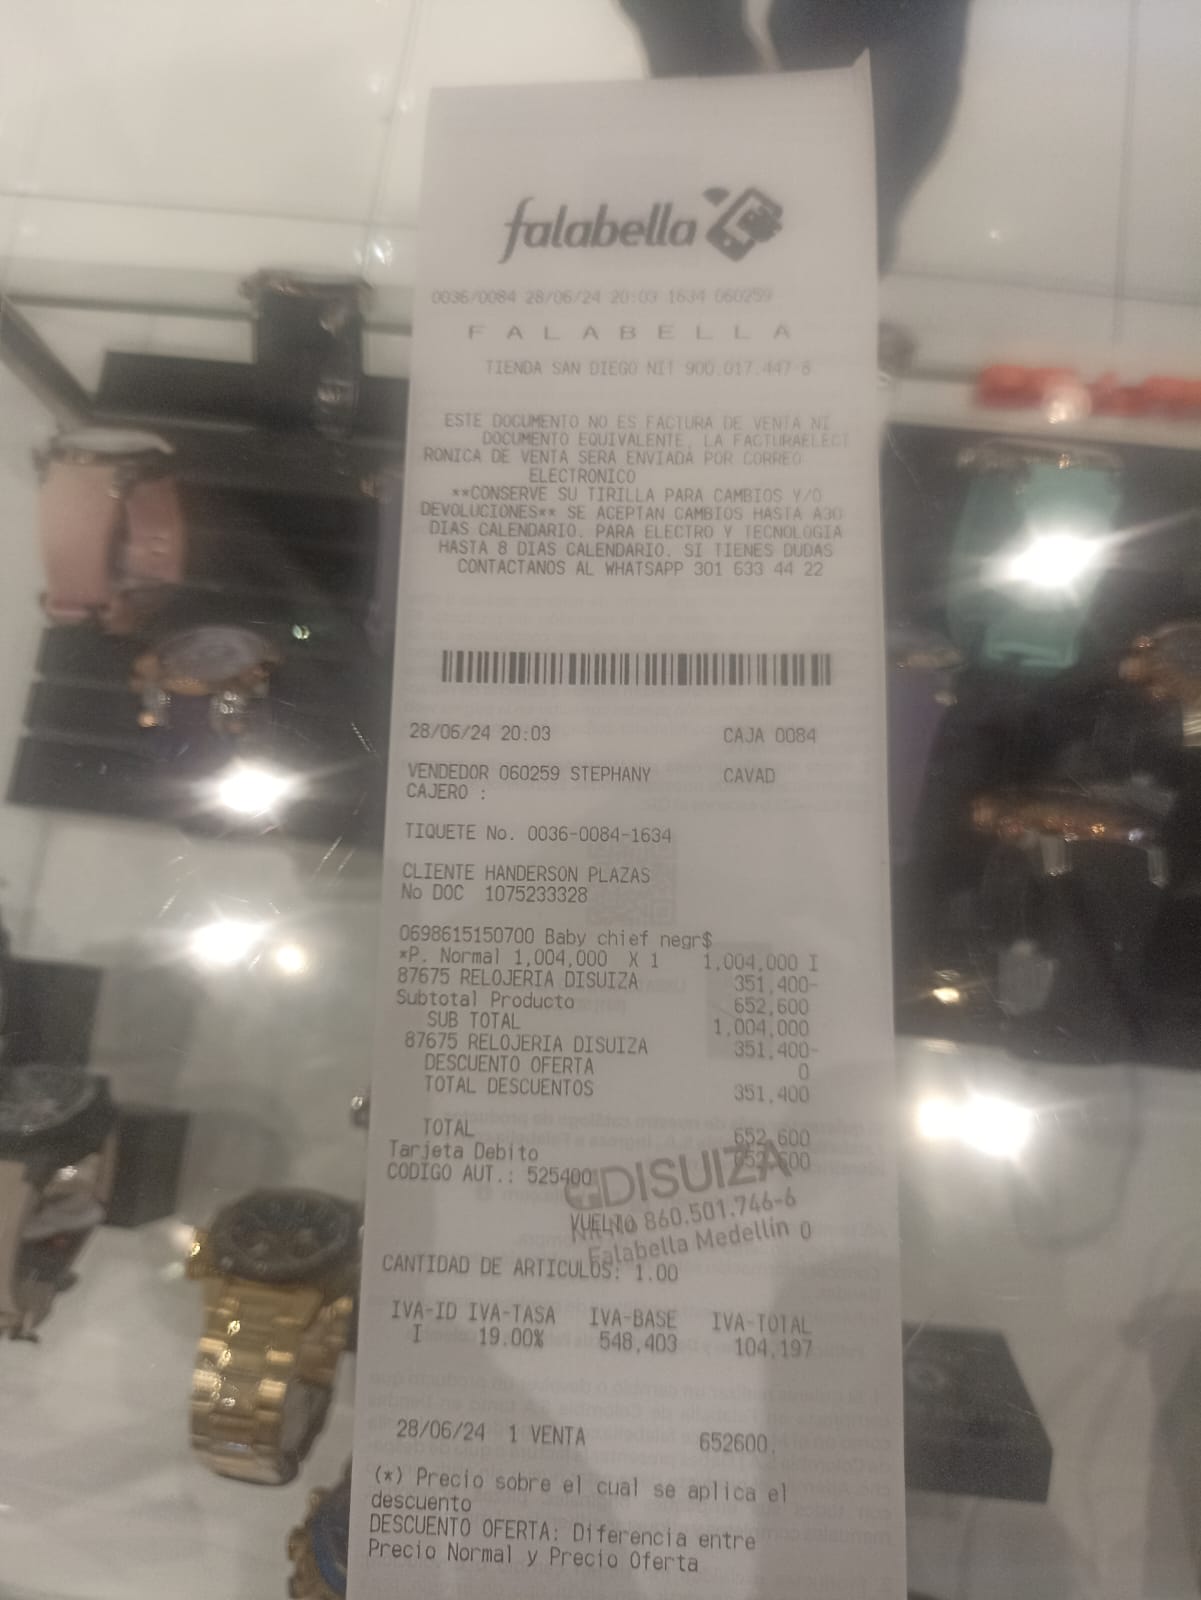 falabella
0036/0084 28/06/24 20:03 1634 060259
F A L A B E L L A
TIENDA SAN DIEGO NIT 900.017.447 8
ESTE DOCUMENTO NO ES FACTURA DE VENTA NI
DOCUMENTO EQUIVALENTE, LA FACTURAELECT
RONICA DE VENTA SERA ENVIADA POR CORREO
ELECTRONICO
**CONSERVE SU TIRILLA PARA CAMBIOS Y/O
DEVOLUCIONES** SE ACEPTAN CAMBIOS HASTA A30
DIAS CALENDARIO. PARA ELECTRO Y TECNOLOGIA
HASTA 8 DIAS CALENDARIO. SI TIENES DUDAS
CONTACTANOS AL WHATSAPP 301 633 44 22
28/06/24 20:03 CAJA 0084
VENDEDOR 060259 STEPHANY CAVAD
CAJERO :
TIQUETE No. 0036-0084-1634
CLIENTE HANDERSON PLAZAS
No DOC 1075233328
0698615150700 Baby chief negr$
*P. Normal 1,004,000 X 1 1,004,000 I
87675 RELOJERIA DISUIZA 351,400-
Subtotal Producto 652,600
SUB TOTAL 1,004,000
87675 RELOJERIA DISUIZA 351,400-
DESCUENTO OFERTA 0
TOTAL DESCUENTOS 351,400
TOTAL 652,600
Tarjeta Debito 652,600
CODIGO AUT.: 525400
DISUIZA
VUELTO 0
860.501.746-6
Falabella Medellin
CANTIDAD DE ARTICULOS: 1.00
IVA-ID IVA-TASA IVA-BASE IVA-TOTAL
I 19.00% 548,403 104,197
28/06/24 1 VENTA 652600,
(*) Precio sobre el cual se aplica el
descuento
DESCUENTO OFERTA: Diferencia entre
Precio Normal y Precio Oferta